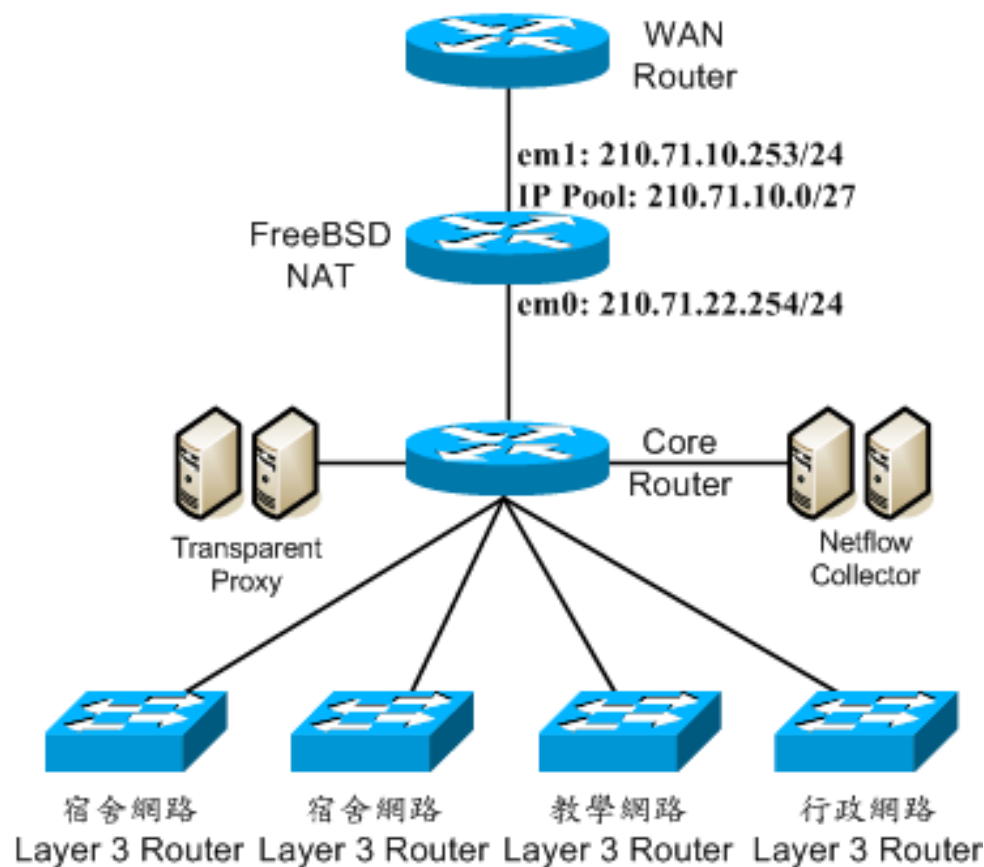 WAN
Router
em1: 210.71.10.253/24
IP Pool: 210.71.10.0/27
FreeBSD
NAT
em0: 210.71.22.254/24
Core
Router
Transparent
Proxy
Netflow
Collector
宿舍網路
Layer 3 Router
宿舍網路
Layer 3 Router
教學網路
Layer 3 Router
行政網路
Layer 3 Router